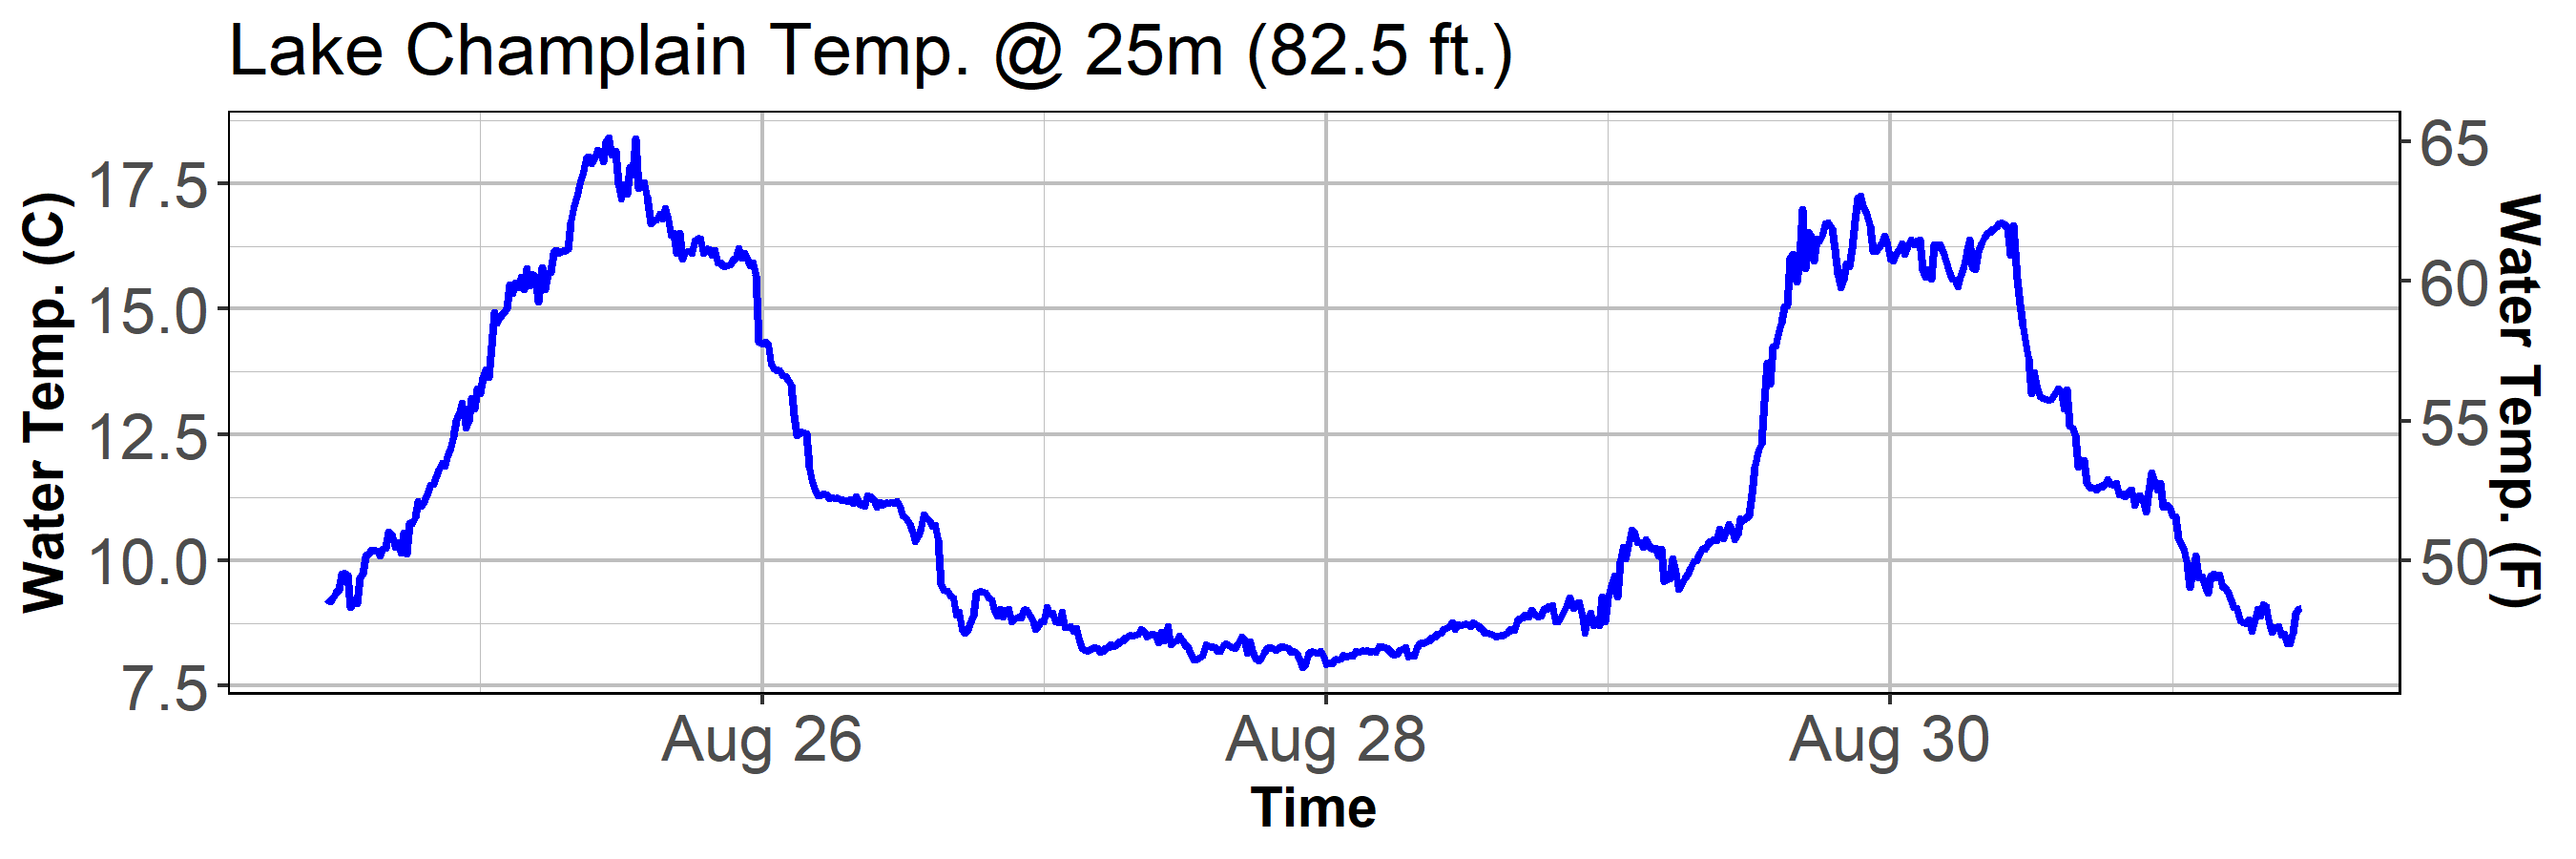 Lake Champlain Temp. @ 25m (82.5 ft.)
Water Temp. (C)
17.5
15.0
12.5
10.0
7.5
65
60
55
50
Water Temp. (F)
Aug 26 Aug 28 Aug 30
Time